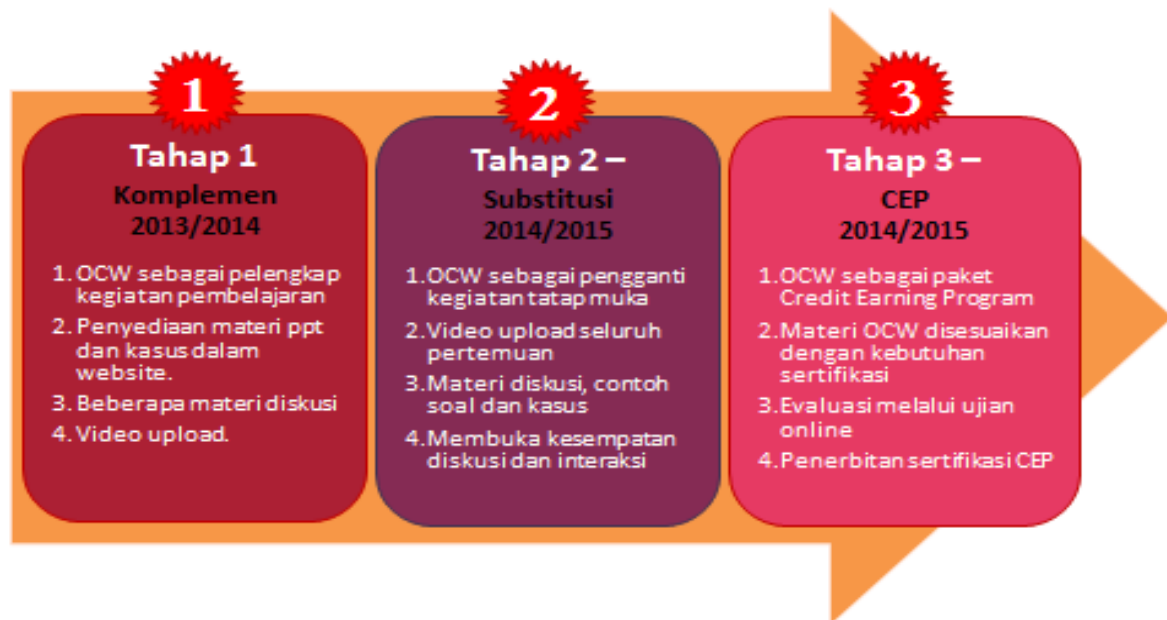 1
Tahap 1
Komplemen
2013/2014
1. OCW sebagai pelengkap
kegiatan pembelajaran
2. Penyediaan materi ppt
dan kasus dalam
website.
3. Beberapa materi diskusi
4. Video upload.
2
Tahap 2 –
Substitusi
2014/2015
1. OCW sebagai pengganti
kegiatan tatap muka
2. Video upload seluruh
pertemuan
3. Materi diskusi, contoh
soal dan kasus
4. Membuka kesempatan
diskusi dan interaksi
3
Tahap 3 –
CEP
2014/2015
1. OCW sebagai paket
Credit Earning Program
2. Materi OCW disesuaikan
dengan kebutuhan
sertifikasi
3. Evaluasi melalui ujian
online
4. Penerbitan sertifikasi CEP